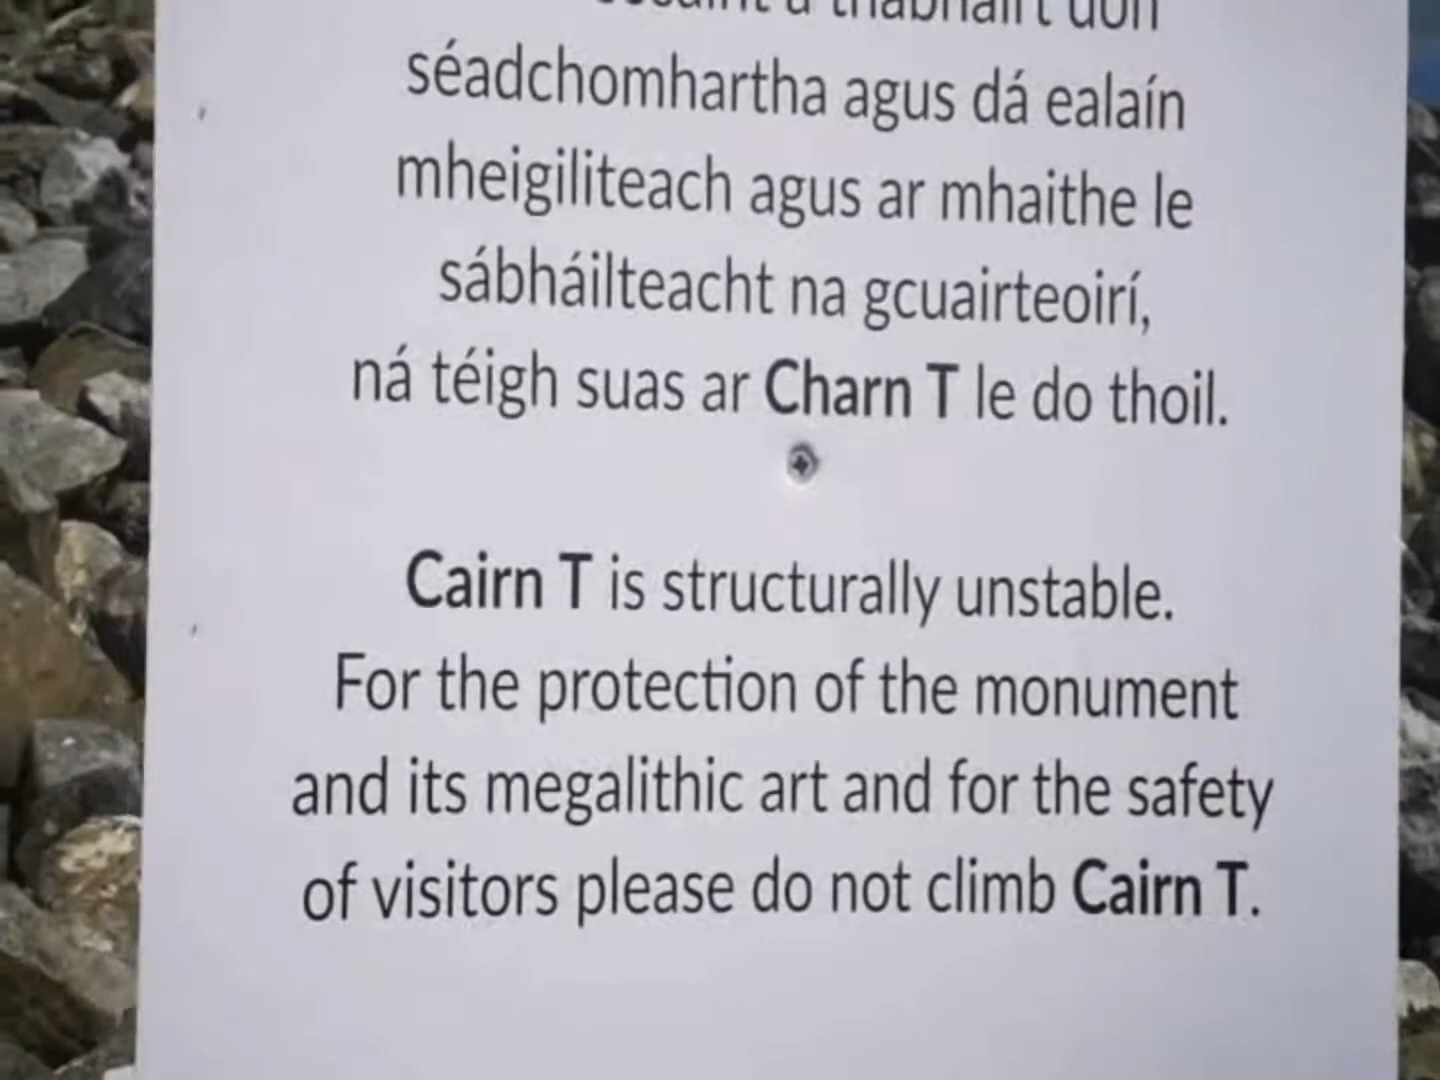 a thabhairt don
séadchomhartha agus dá ealaín
mheigiliteach agus ar mhaithe le
sábháilteacht na gcuairteoirí,
ná téigh suas ar Charn T le do thoil.
Cairn T is structurally unstable.
For the protection of the monument
and its megalithic art and for the safety
of visitors please do not climb Cairn T.